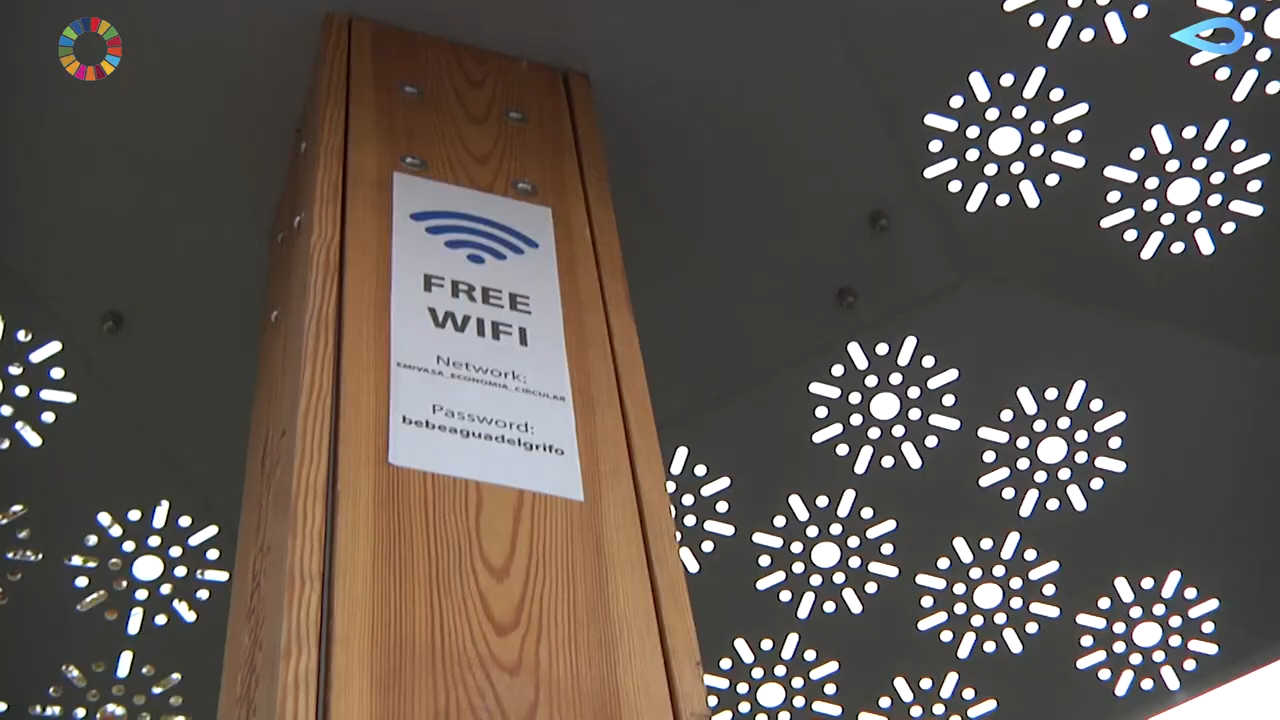 FREE
WIFI
Network:
EMIVASA_ECONOMIA_CIRCULAR
Password:
bebeaguadelgrifo